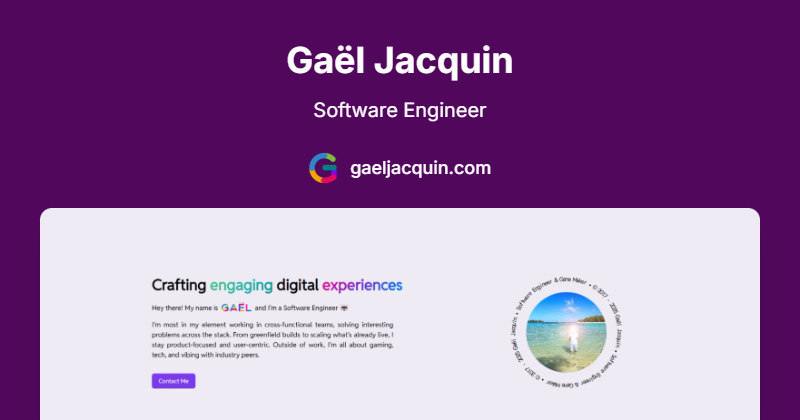 Gaël Jacquin
Software Engineer
gaeljacquin.com
Crafting engaging digital experiences
Hey there! My name is GAËL and I'm a Software Engineer
I'm most in my element working in cross-functional teams, solving interesting
problems across the stack. From greenfield builds to scaling what's already live, I
stay product-focused and user-centric. Outside of work, I'm all about gaming,
tech, and vibing with industry peers.
Contact Me
Software Engineer & Game Maker • © 2017 - 2025 Gaël Jacquin • Software Engineer & Game Maker • © 2017 - 2025 Gaël Jacquin •